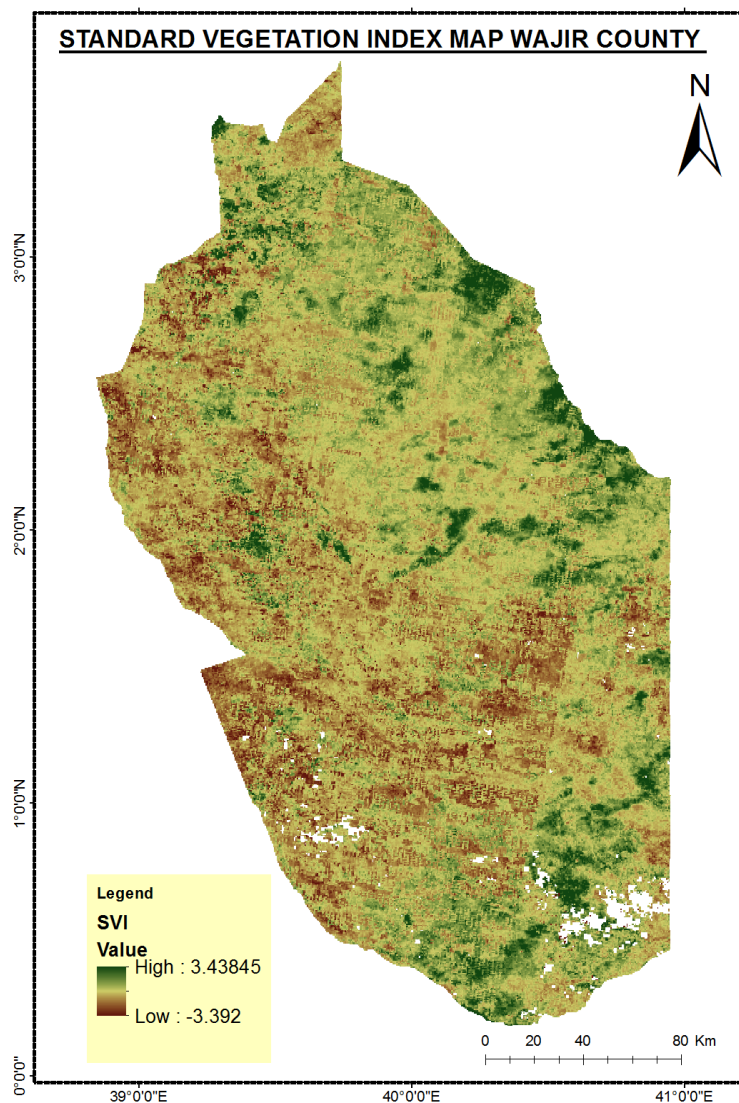 STANDARD VEGETATION INDEX MAP WAJIR COUNTY
N
3°0'0"N
2°0'0"N
1°0'0"N
0°0'0"
Legend
SVI
Value
High : 3.43845
Low : -3.392
0 20 40 80 Km
39°0'0"E 40°0'0"E 41°0'0"E